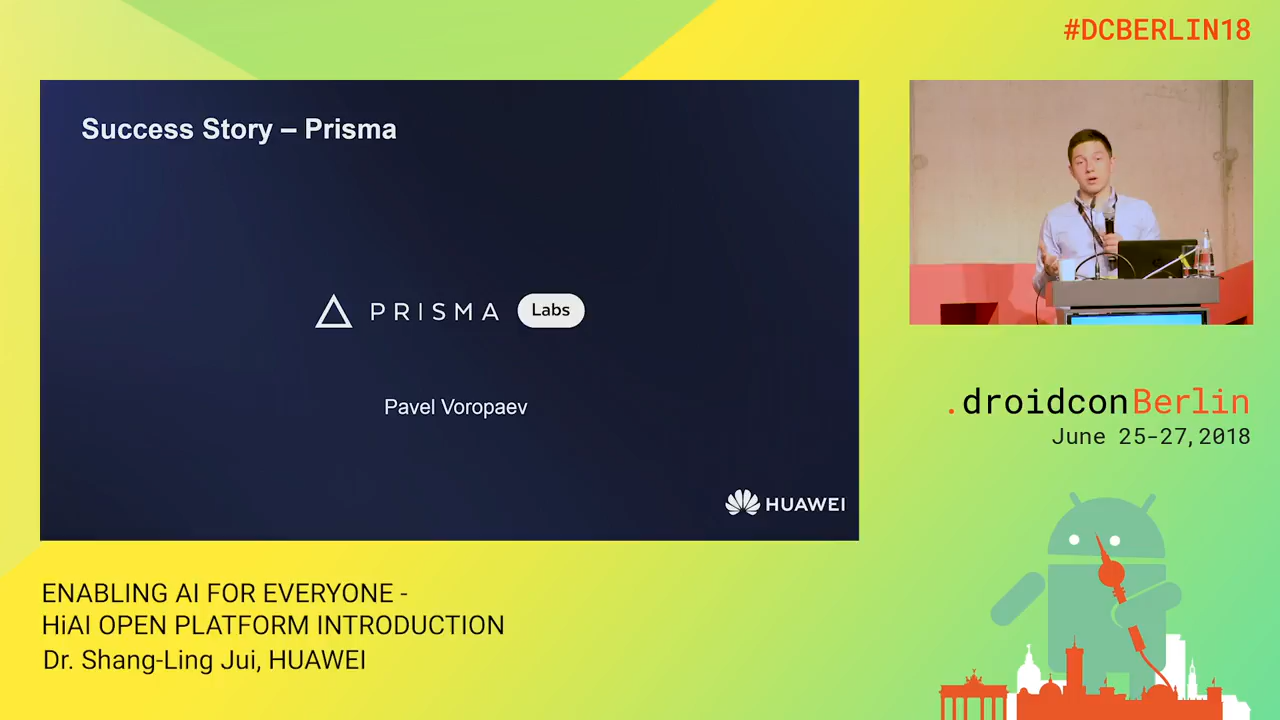 #DCBERLIN18
Success Story – Prisma
PRISMA Labs
Pavel Voropaev
HUAWEI
.droidconBerlin
June 25-27,2018
ENABLING AI FOR EVERYONE -
HiAI OPEN PLATFORM INTRODUCTION
Dr. Shang-Ling Jui, HUAWEI